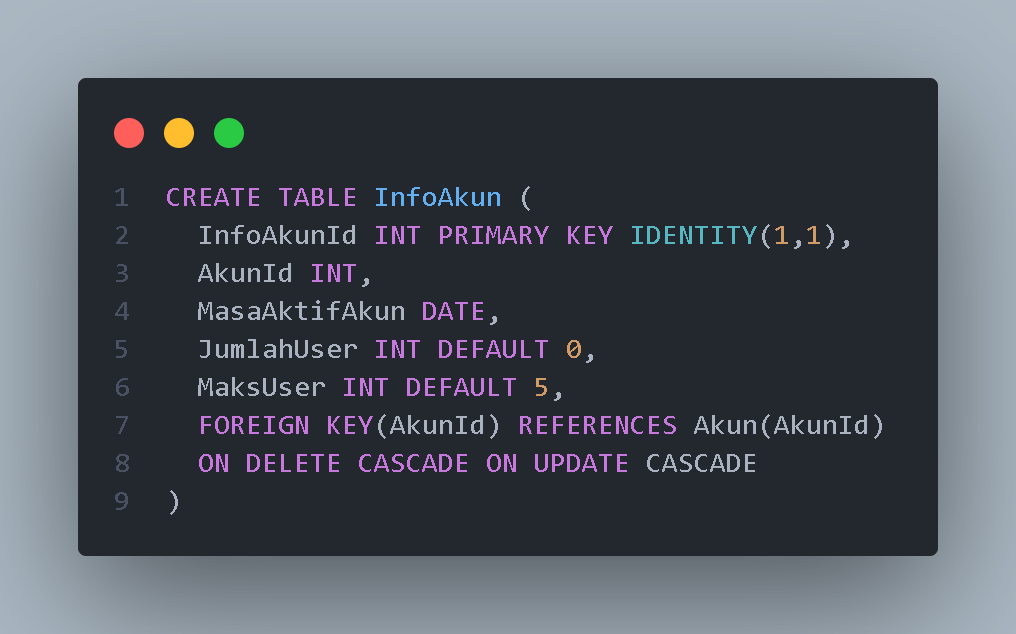 1 CREATE TABLE InfoAkun (
2 InfoAkunId INT PRIMARY KEY IDENTITY(1,1),
3 AkunId INT,
4 MasaAktifAkun DATE,
5 JumlahUser INT DEFAULT 0,
6 MaksUser INT DEFAULT 5,
7 FOREIGN KEY(AkunId) REFERENCES Akun(AkunId)
8 ON DELETE CASCADE ON UPDATE CASCADE
9 )